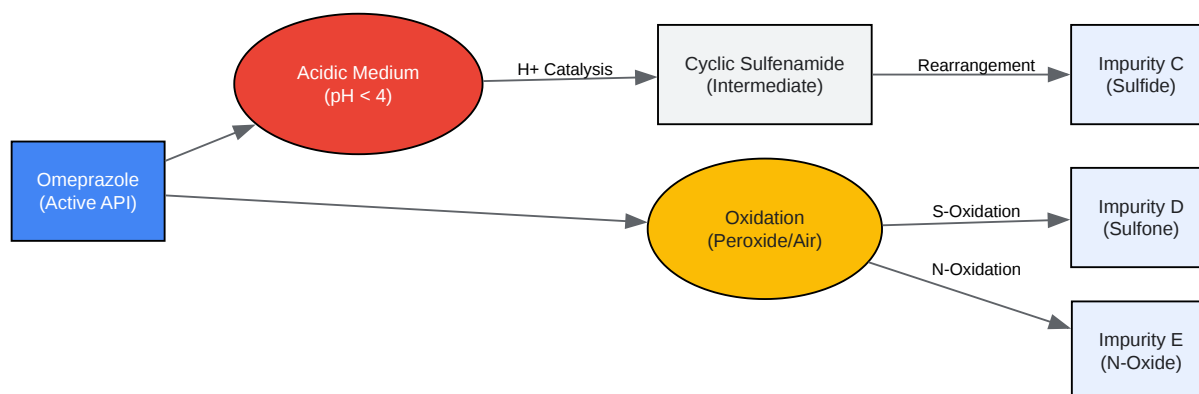 Acidic Medium
(pH < 4)
H+ Catalysis
Cyclic Sulfenamide
(Intermediate)
Rearrangement
Impurity C
(Sulfide)
Omeprazole
(Active API)
Oxidation
(Peroxide/Air)
S-Oxidation
Impurity D
(Sulfone)
N-Oxidation
Impurity E
(N-Oxide)